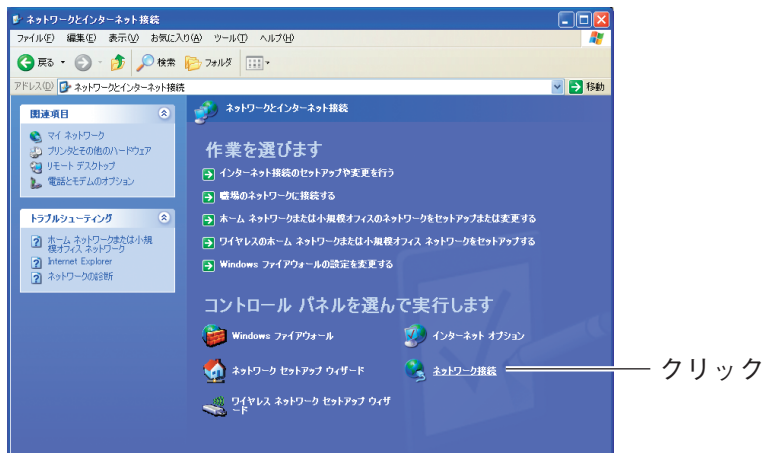 ネットワークとインターネット接続
ファイル(F) 編集(E) 表示(V) お気に入り(A) ツール(T) ヘルプ(H)
戻る 検索 フォルダ
アドレス(D) ネットワークとインターネット接続 移動
関連項目
マイ ネットワーク
プリンタとその他のハードウェア
リモート デスクトップ
電話とモデムのオプション
トラブルシューティング
ホーム ネットワークまたは小規
模オフィス ネットワーク
Internet Explorer
ネットワークの診断
ネットワークとインターネット接続
作業を選びます
インターネット接続のセットアップや変更を行う
職場のネットワークに接続する
ホーム ネットワークまたは小規模オフィスのネットワークをセットアップまたは変更する
ワイヤレスのホーム ネットワークまたは小規模オフィス ネットワークをセットアップする
Windows ファイアウォールの設定を変更する
コントロール パネルを選んで実行します
Windows ファイアウォール インターネット オプション
ネットワーク セットアップ ウィザード ネットワーク接続
ワイヤレス ネットワーク セットアップ ウィザ
ード
クリック